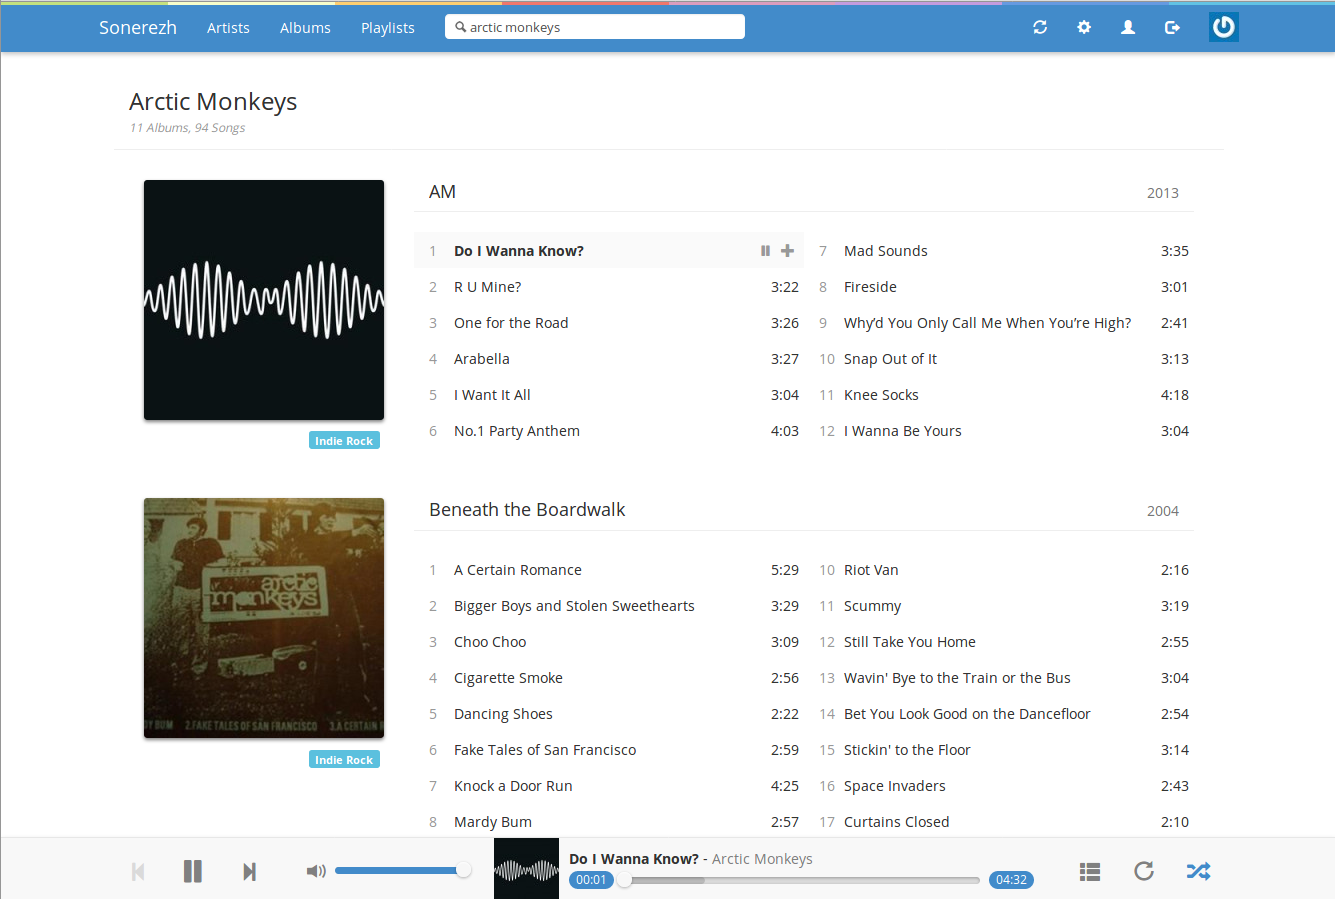 Sonerezh Artists Albums Playlists arctic monkeys
Arctic Monkeys
11 Albums, 94 Songs
AM 2013
1 Do I Wanna Know?
2 R U Mine? 3:22
3 One for the Road 3:26
4 Arabella 3:27
5 I Want It All 3:04
6 No.1 Party Anthem 4:03
7 Mad Sounds 3:35
8 Fireside 3:01
9 Why’d You Only Call Me When You’re High? 2:41
10 Snap Out of It 3:13
11 Knee Socks 4:18
12 I Wanna Be Yours 3:04
Indie Rock
arctic
monkeys
DY BUM 2.FAKE TALES OF SAN FRANCISCO 3.A CERTAIN
Indie Rock
Beneath the Boardwalk 2004
1 A Certain Romance 5:29
2 Bigger Boys and Stolen Sweethearts 3:29
3 Choo Choo 3:09
4 Cigarette Smoke 2:56
5 Dancing Shoes 2:22
6 Fake Tales of San Francisco 2:59
7 Knock a Door Run 4:25
8 Mardy Bum 2:57
10 Riot Van 2:16
11 Scummy 3:19
12 Still Take You Home 2:55
13 Wavin' Bye to the Train or the Bus 3:04
14 Bet You Look Good on the Dancefloor 2:54
15 Stickin' to the Floor 3:14
16 Space Invaders 2:43
17 Curtains Closed 2:10
Do I Wanna Know? - Arctic Monkeys
00:01 04:32